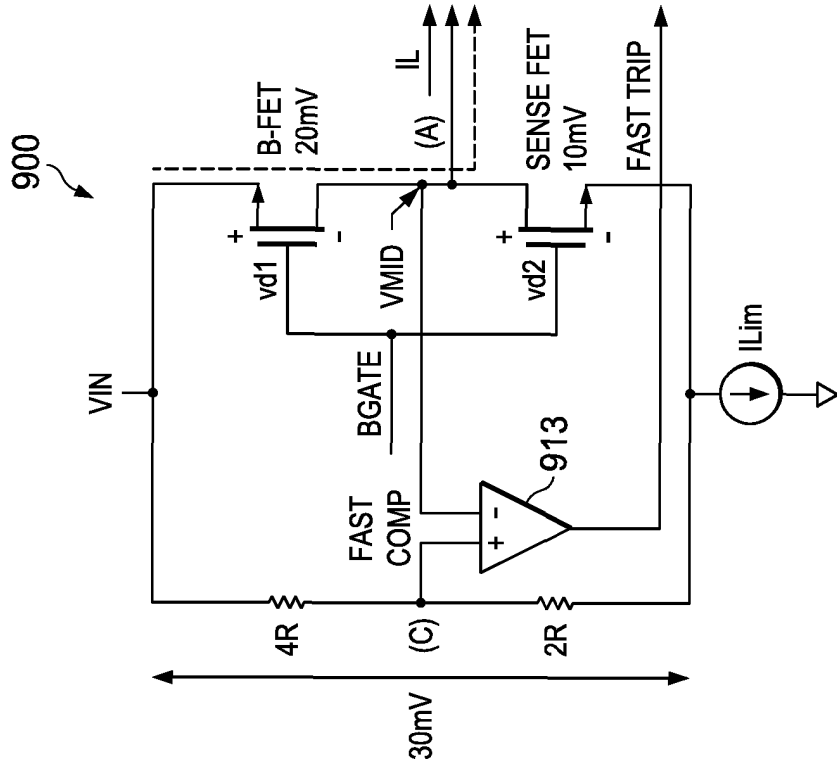 900
VIN
B-FET
20mV
+
vd1
-
IL
(A)
VMID
BGATE
SENSE FET
10mV
+
vd2
-
FAST TRIP
FAST
COMP
-
+
913
4R
(C)
2R
30mV
ILim